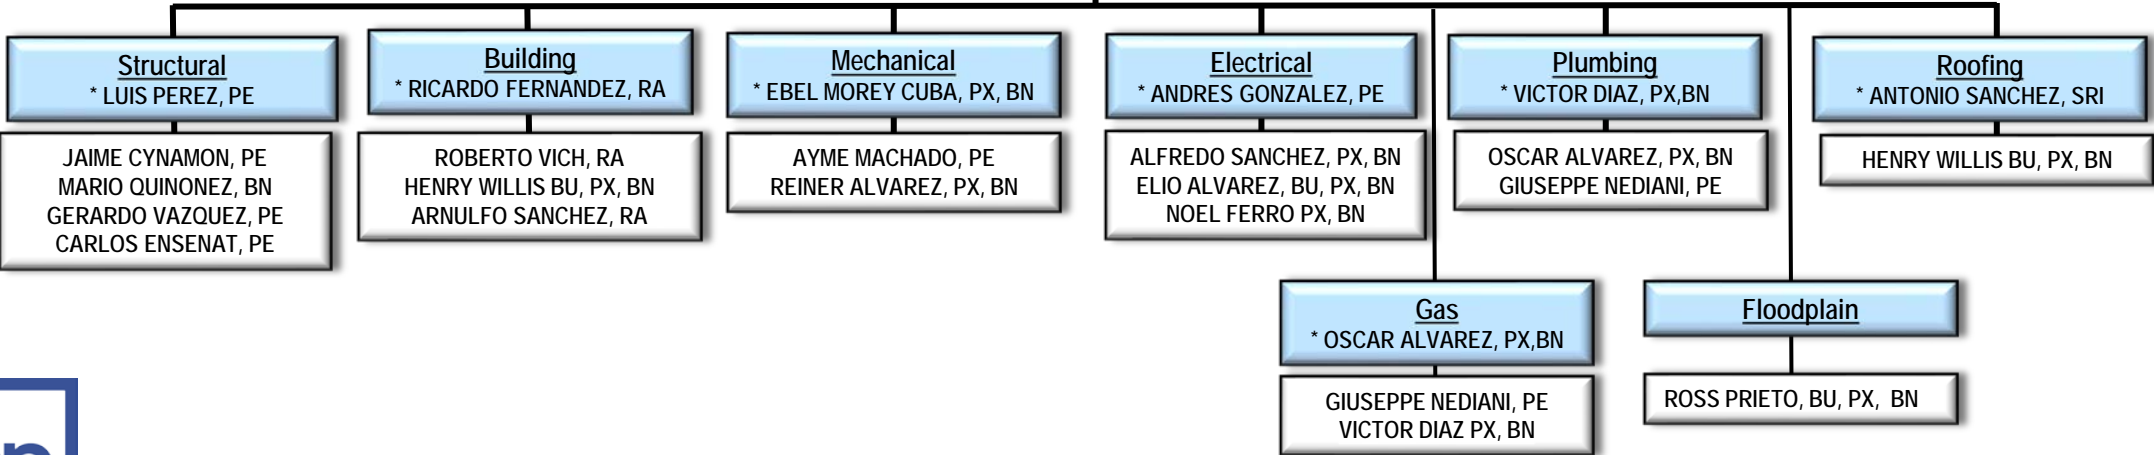 Structural
* LUIS PEREZ, PE
JAIME CYNAMON, PE
MARIO QUINONEZ, BN
GERARDO VAZQUEZ, PE
CARLOS ENSENAT, PE
Building
* RICARDO FERNANDEZ, RA
ROBERTO VICH, RA
HENRY WILLIS BU, PX, BN
ARNULFO SANCHEZ, RA
Mechanical
* EBEL MOREY CUBA, PX, BN
AYME MACHADO, PE
REINER ALVAREZ, PX, BN
Electrical
* ANDRES GONZALEZ, PE
ALFREDO SANCHEZ, PX, BN
ELIO ALVAREZ, BU, PX, BN
NOEL FERRO PX, BN
Plumbing
* VICTOR DIAZ, PX,BN
OSCAR ALVAREZ, PX, BN
GIUSEPPE NEDIANI, PE
Roofing
* ANTONIO SANCHEZ, SRI
HENRY WILLIS BU, PX, BN
Gas
* OSCAR ALVAREZ, PX,BN
GIUSEPPE NEDIANI, PE
VICTOR DIAZ PX, BN
Floodplain
ROSS PRIETO, BU, PX,  BN